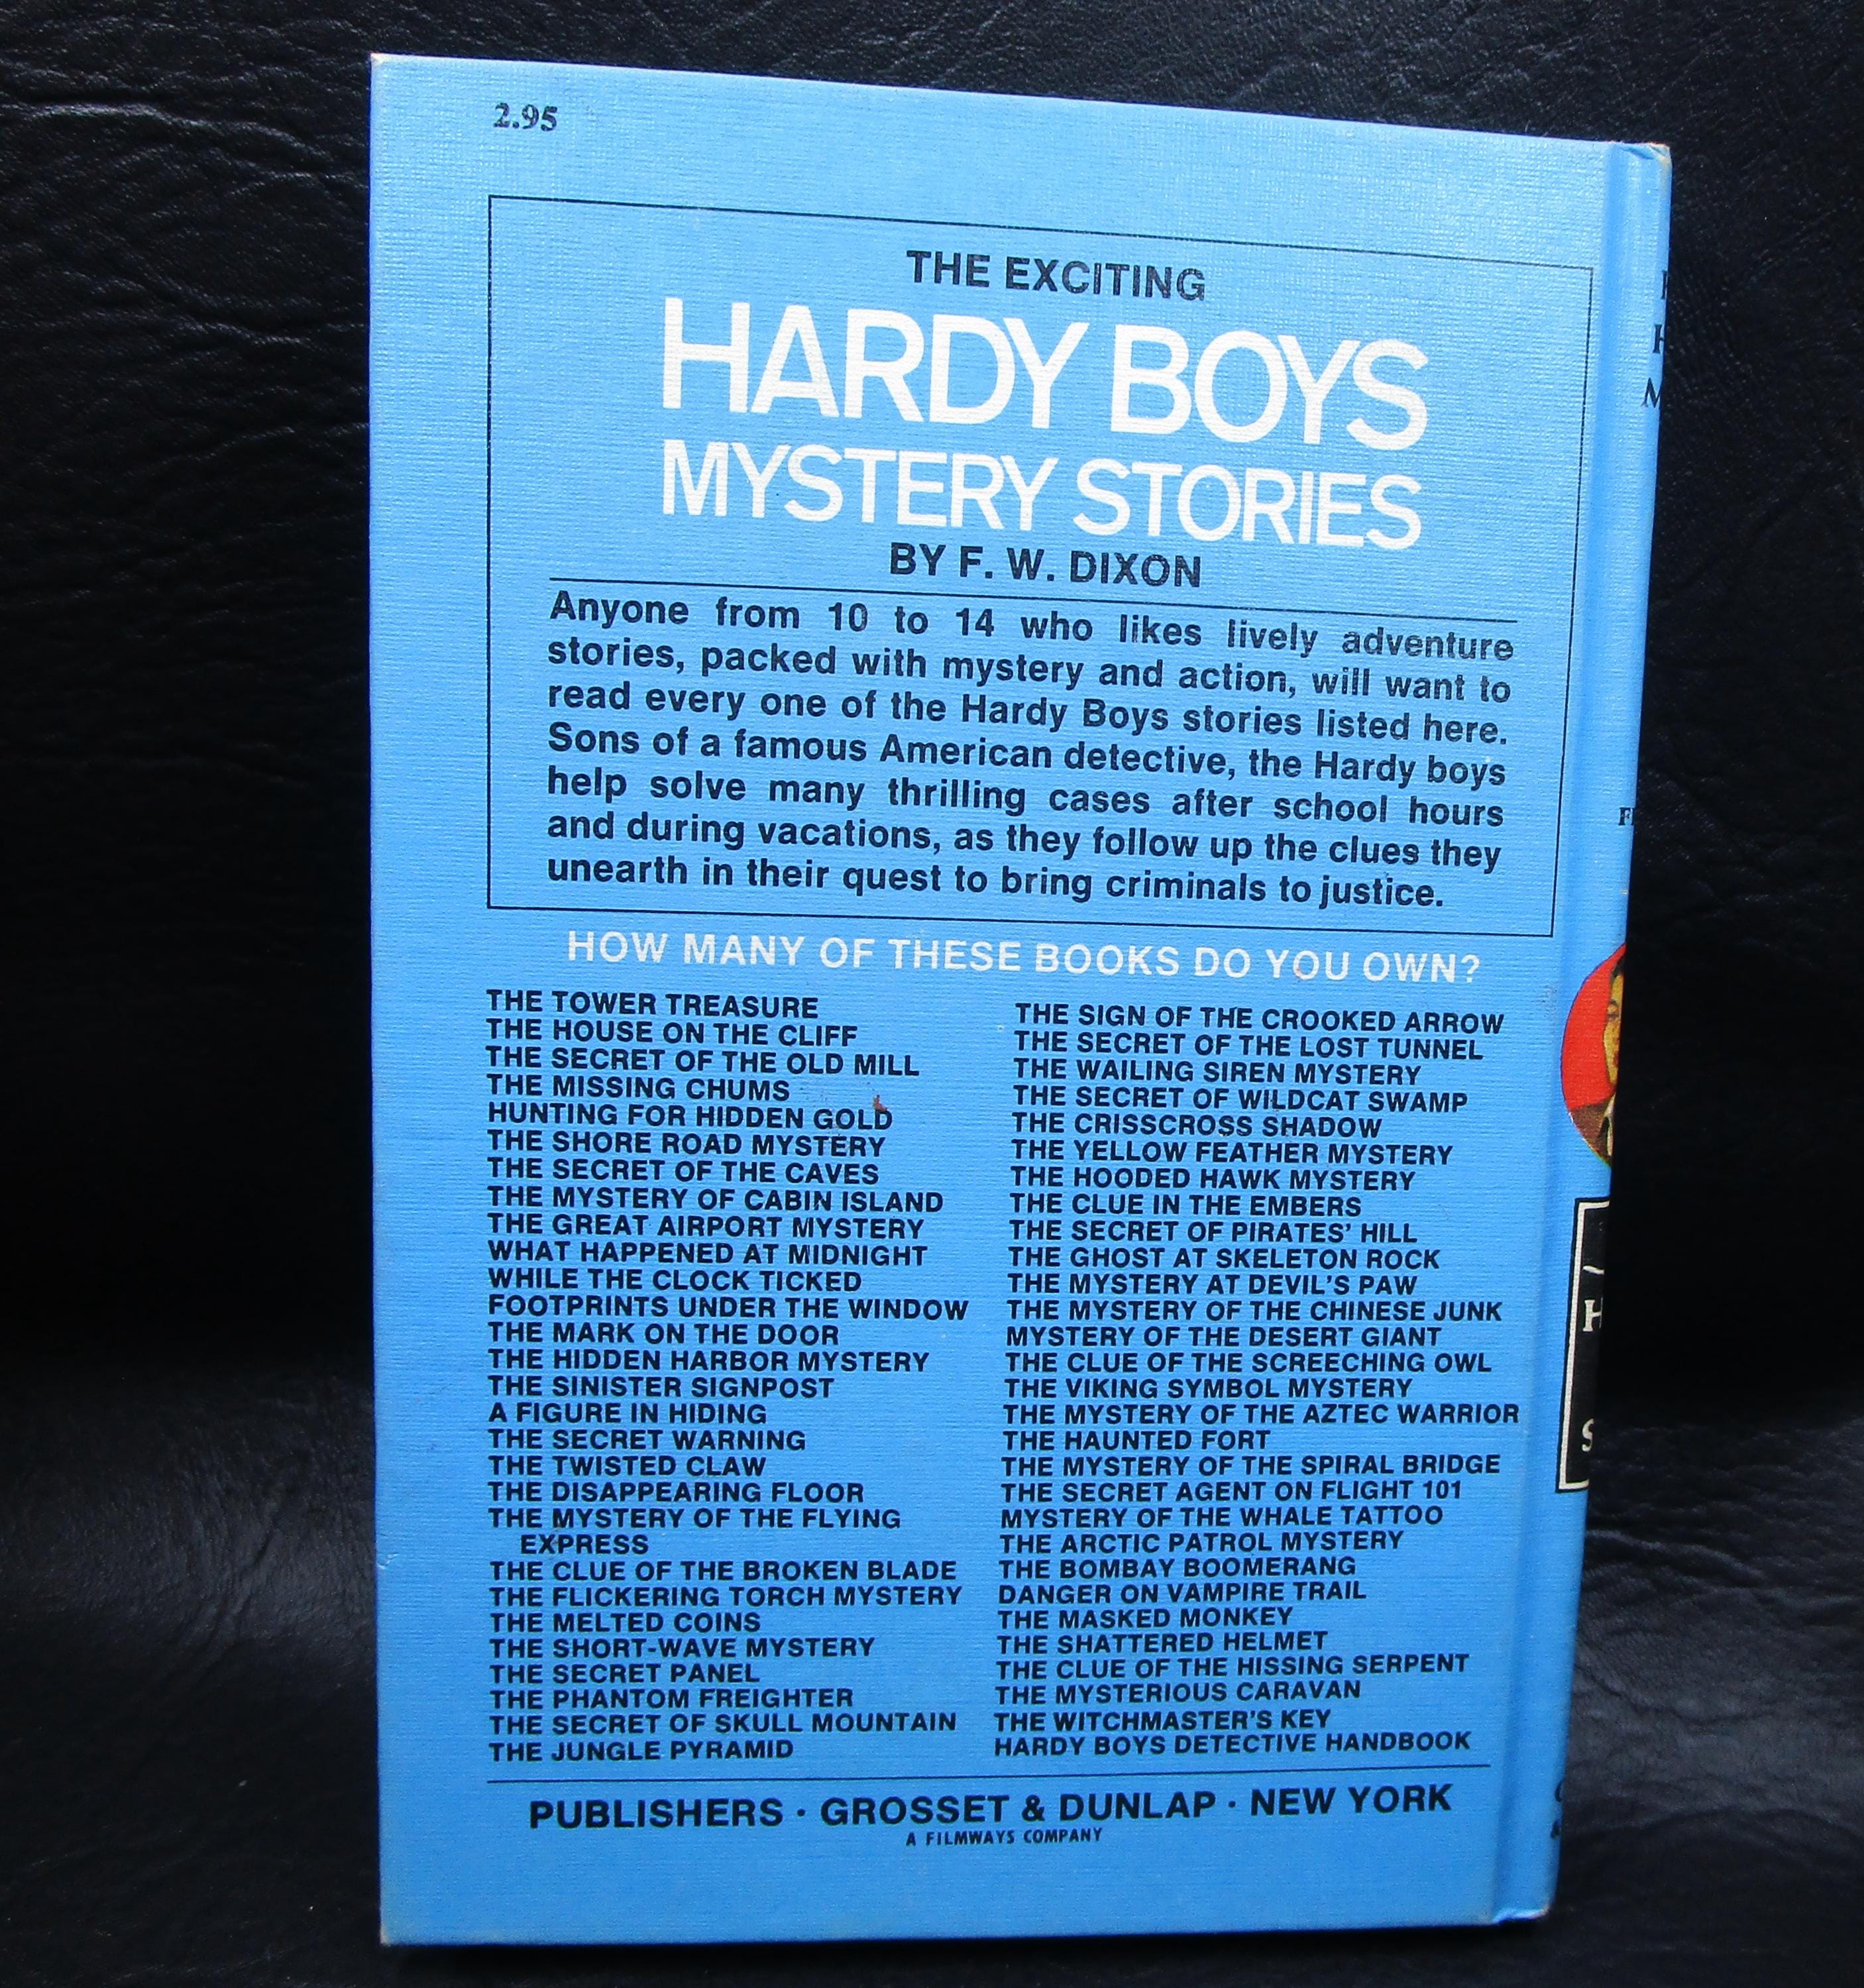 2.95
THE EXCITING
HARDY BOYS
MYSTERY STORIES
BY F. W. DIXON
Anyone from 10 to 14 who likes lively adventure
stories, packed with mystery and action, will want to
read every one of the Hardy Boys stories listed here.
Sons of a famous American detective, the Hardy boys
help solve many thrilling cases after school hours
and during vacations, as they follow up the clues they
unearth in their quest to bring criminals to justice.
HOW MANY OF THESE BOOKS DO YOU OWN?
THE TOWER TREASURE
THE HOUSE ON THE CLIFF
THE SECRET OF THE OLD MILL
THE MISSING CHUMS
HUNTING FOR HIDDEN GOLD
THE SHORE ROAD MYSTERY
THE SECRET OF THE CAVES
THE MYSTERY OF CABIN ISLAND
THE GREAT AIRPORT MYSTERY
WHAT HAPPENED AT MIDNIGHT
WHILE THE CLOCK TICKED
FOOTPRINTS UNDER THE WINDOW
THE MARK ON THE DOOR
THE HIDDEN HARBOR MYSTERY
THE SINISTER SIGNPOST
A FIGURE IN HIDING
THE SECRET WARNING
THE TWISTED CLAW
THE DISAPPEARING FLOOR
THE MYSTERY OF THE FLYING
EXPRESS
THE CLUE OF THE BROKEN BLADE
THE FLICKERING TORCH MYSTERY
THE MELTED COINS
THE SHORT-WAVE MYSTERY
THE SECRET PANEL
THE PHANTOM FREIGHTER
THE SECRET OF SKULL MOUNTAIN
THE JUNGLE PYRAMID
THE SIGN OF THE CROOKED ARROW
THE SECRET OF THE LOST TUNNEL
THE WAILING SIREN MYSTERY
THE SECRET OF WILDCAT SWAMP
THE CRISSCROSS SHADOW
THE YELLOW FEATHER MYSTERY
THE HOODED HAWK MYSTERY
THE CLUE IN THE EMBERS
THE SECRET OF PIRATES' HILL
THE GHOST AT SKELETON ROCK
THE MYSTERY AT DEVIL'S PAW
THE MYSTERY OF THE CHINESE JUNK
MYSTERY OF THE DESERT GIANT
THE CLUE OF THE SCREECHING OWL
THE VIKING SYMBOL MYSTERY
THE MYSTERY OF THE AZTEC WARRIOR
THE HAUNTED FORT
THE MYSTERY OF THE SPIRAL BRIDGE
THE SECRET AGENT ON FLIGHT 101
MYSTERY OF THE WHALE TATTOO
THE ARCTIC PATROL MYSTERY
THE BOMBAY BOOMERANG
DANGER ON VAMPIRE TRAIL
THE MASKED MONKEY
THE SHATTERED HELMET
THE CLUE OF THE HISSING SERPENT
THE MYSTERIOUS CARAVAN
THE WITCHMASTER'S KEY
HARDY BOYS DETECTIVE HANDBOOK
PUBLISHERS • GROSSET & DUNLAP • NEW YORK
A FILMWAYS COMPANY